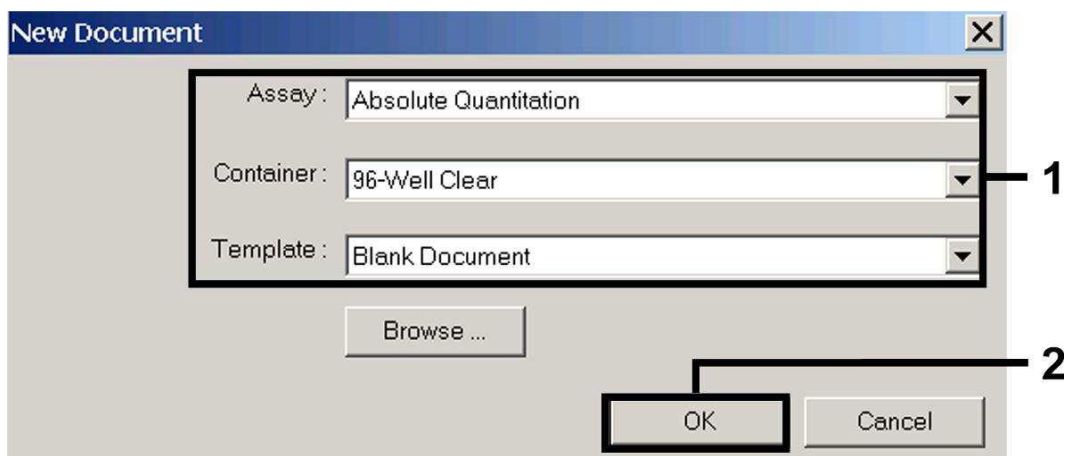 New Document
Assay : Absolute Quantitation
Container : 96-Well Clear
1
Template : Blank Document
Browse ...
2
OK Cancel